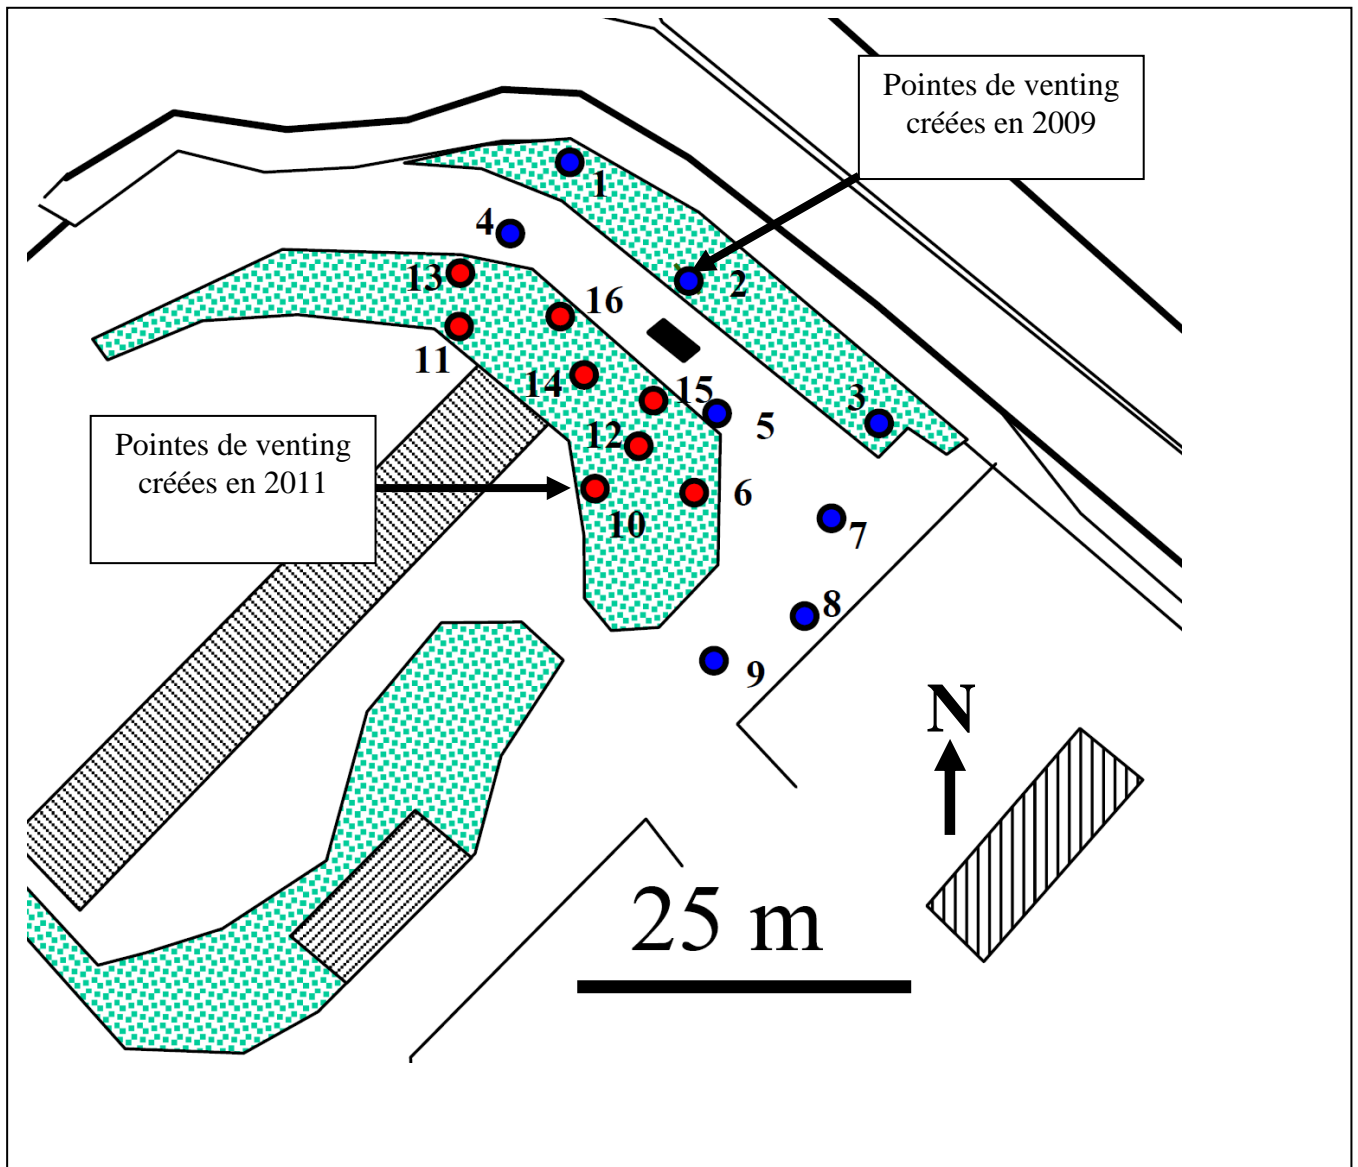 Pointes de venting
créées en 2009
1
4
2
13
16
11
14
15
3
5
12
Pointes de venting
créées en 2011
6
10
7
8
9
N
25 m